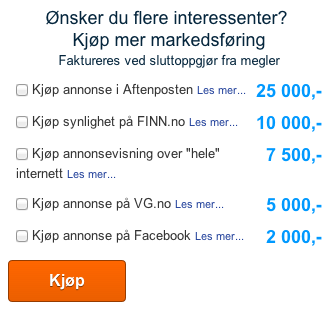 Ønsker du flere interessenter?
Kjøp mer markedsføring
Faktureres ved sluttoppgjør fra megler
Kjøp annonse i Aftenposten Les mer... 25 000,-
Kjøp synlighet på FINN.no Les mer... 10 000,-
Kjøp annonsevisning over "hele" 7 500,-
internett Les mer...
Kjøp annonse på VG.no Les mer... 5 000,-
Kjøp annonse på Facebook Les mer... 2 000,-
Kjøp